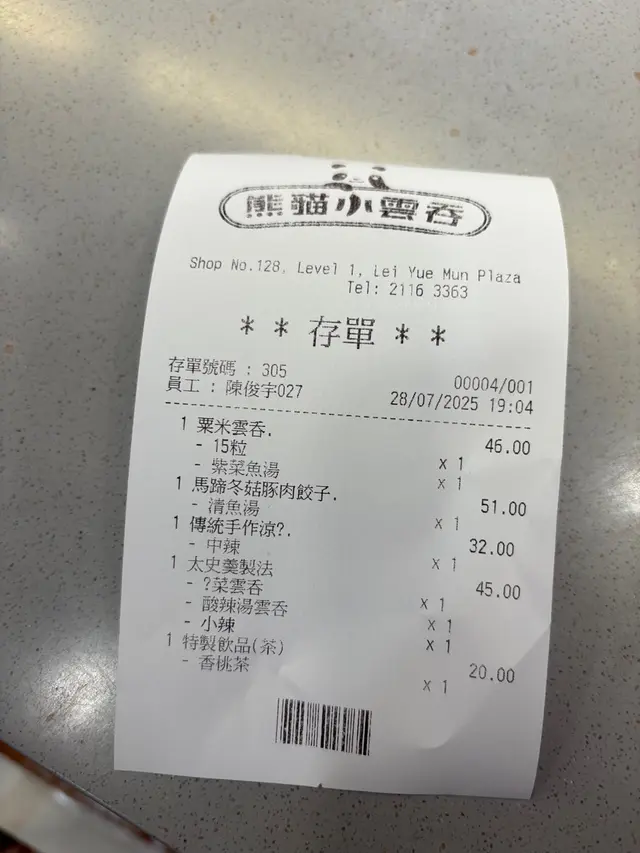 熊貓小雲吞
Shop No.128, Level 1, Lei Yue Mun Plaza
Tel: 2116 3363
* * 存單 * *
存單號碼 : 305
00004/001
員工 : 陳俊宇027
28/07/2025 19:04
1 粟米雲吞. 46.00
- 15粒 x 1
- 紫菜魚湯 x 1
1 馬蹄冬菇豚肉餃子. 51.00
- 清魚湯 x 1
1 傳統手作涼?. 32.00
- 中辣 x 1
1 太史羹製法 45.00
- ?菜雲吞 x 1
- 酸辣湯雲吞 x 1
- 小辣 x 1
1 特製飲品(茶) 20.00
- 香桃茶 x 1